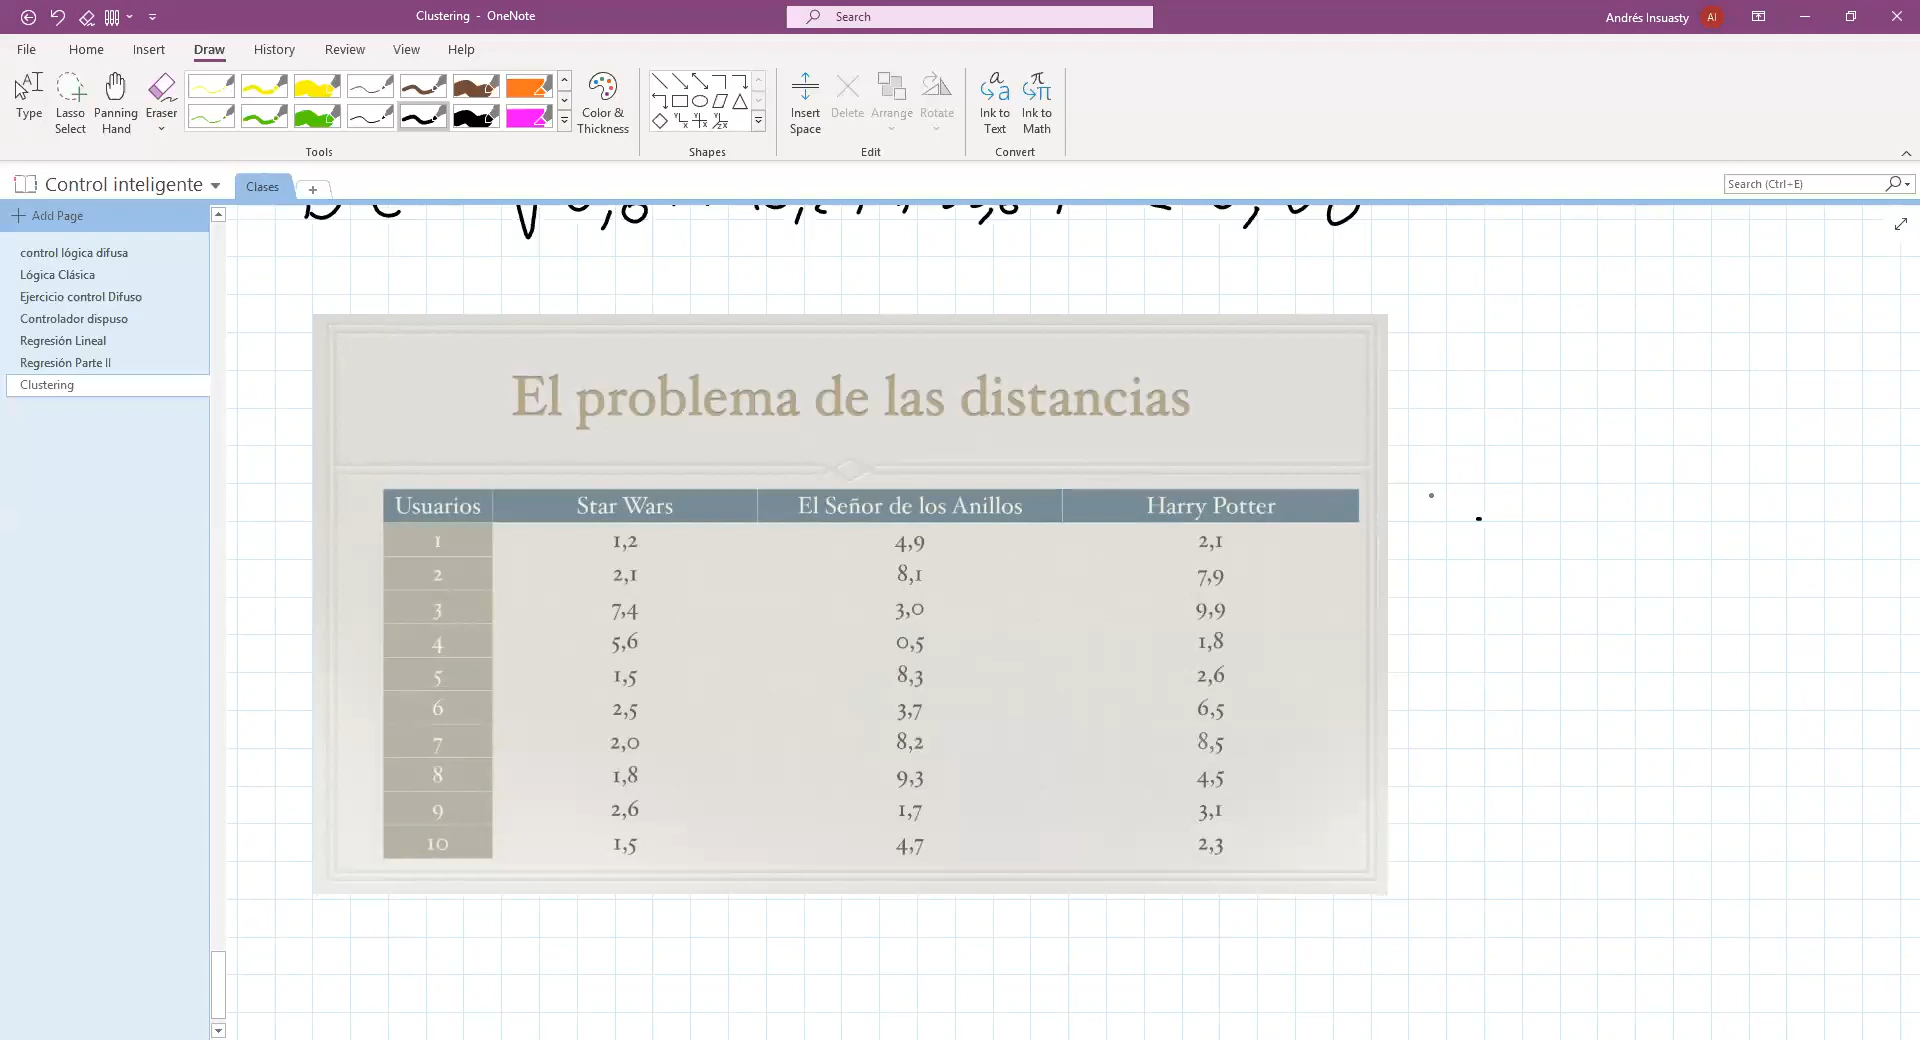 Clustering - OneNote
Search
Andrés Insuasty
AI
File Home Insert Draw History Review View Help
Type
Lasso Select
Panning Hand
Eraser
Color & Thickness
Insert Space
Delete
Arrange
Rotate
Ink to Text
Ink to Math
Tools
Shapes
Edit
Convert
Control inteligente
Clases
Search (Ctrl+E)
Add Page
control lógica difusa
Lógica Clásica
Ejercicio control Difuso
Controlador dispuso
Regresión Lineal
Regresión Parte II
Clustering
El problema de las distancias
Usuarios Star Wars El Señor de los Anillos Harry Potter
1 1,2 4,9 2,1
2 2,1 8,1 7,9
3 7,4 3,0 9,9
4 5,6 0,5 1,8
5 1,5 8,3 2,6
6 2,5 3,7 6,5
7 2,0 8,2 8,5
8 1,8 9,3 4,5
9 2,6 1,7 3,1
10 1,5 4,7 2,3